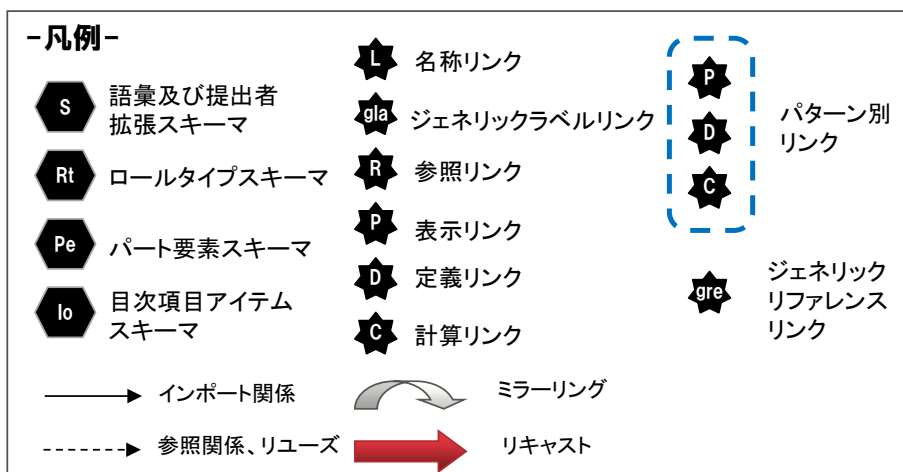 -凡例-
S
語彙及び提出者
拡張スキーマ
Rt
ロールタイプスキーマ
Pe
パート要素スキーマ
Io
目次項目アイテム
スキーマ
L
名称リンク
gla
ジェネリックラベルリンク
R
参照リンク
P
表示リンク
D
定義リンク
C
計算リンク
P
D
C
パターン別
リンク
gre
ジェネリック
リファレンス
リンク
インポート関係
ミラーリング
参照関係、リユーズ
リキャスト